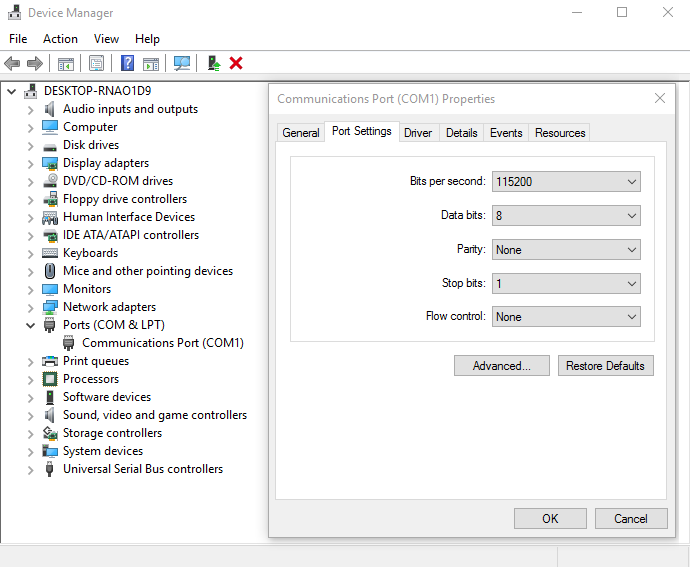 Device Manager
File Action View Help
DESKTOP-RNAO1D9
Audio inputs and outputs
Computer
Disk drives
Display adapters
DVD/CD-ROM drives
Floppy drive controllers
Human Interface Devices
IDE ATA/ATAPI controllers
Keyboards
Mice and other pointing devices
Monitors
Network adapters
Ports (COM & LPT)
Communications Port (COM1)
Print queues
Processors
Software devices
Sound, video and game controllers
Storage controllers
System devices
Universal Serial Bus controllers
Communications Port (COM1) Properties
General Port Settings Driver Details Events Resources
Bits per second: 115200
Data bits: 8
Parity: None
Stop bits: 1
Flow control: None
Advanced... Restore Defaults
OK Cancel